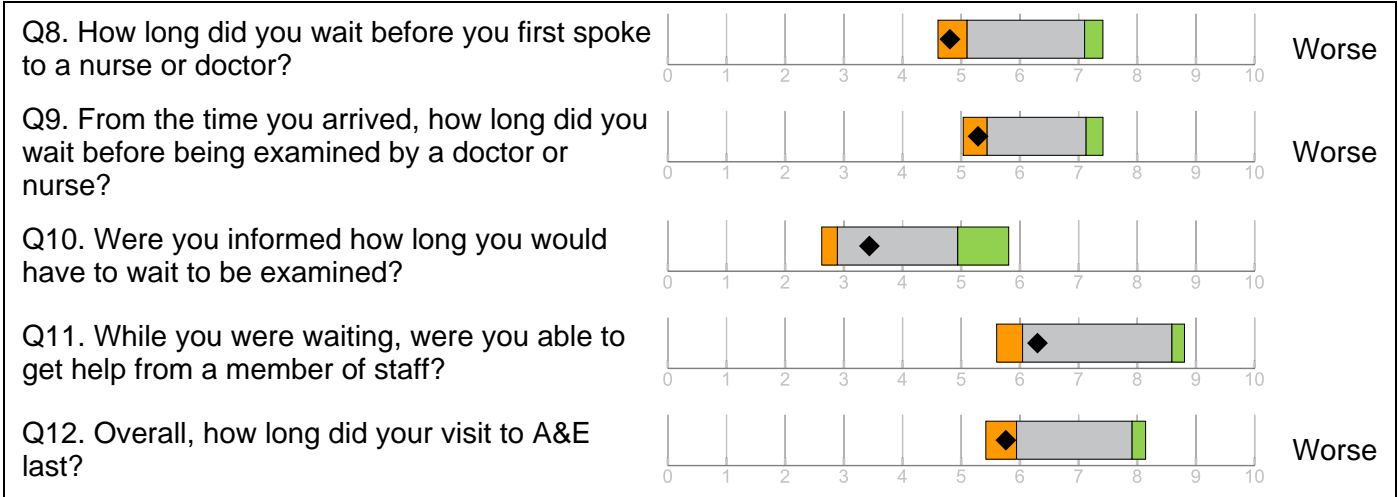 Q8. How long did you wait before you first spoke
to a nurse or doctor?
0 1 2 3 4 5 6 7 8 9 10
Worse
Q9. From the time you arrived, how long did you
wait before being examined by a doctor or
nurse?
0 1 2 3 4 5 6 7 8 9 10
Worse
Q10. Were you informed how long you would
have to wait to be examined?
0 1 2 3 4 5 6 7 8 9 10
Q11. While you were waiting, were you able to
get help from a member of staff?
0 1 2 3 4 5 6 7 8 9 10
Q12. Overall, how long did your visit to A&E
last?
0 1 2 3 4 5 6 7 8 9 10
Worse